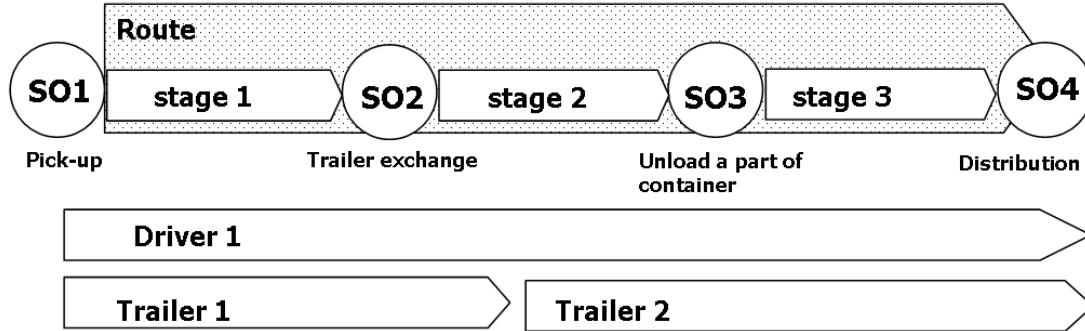 Route
SO1
stage 1
SO2
stage 2
SO3
stage 3
SO4
Pick-up
Trailer exchange
Unload a part of
container
Distribution
Driver 1
Trailer 1
Trailer 2